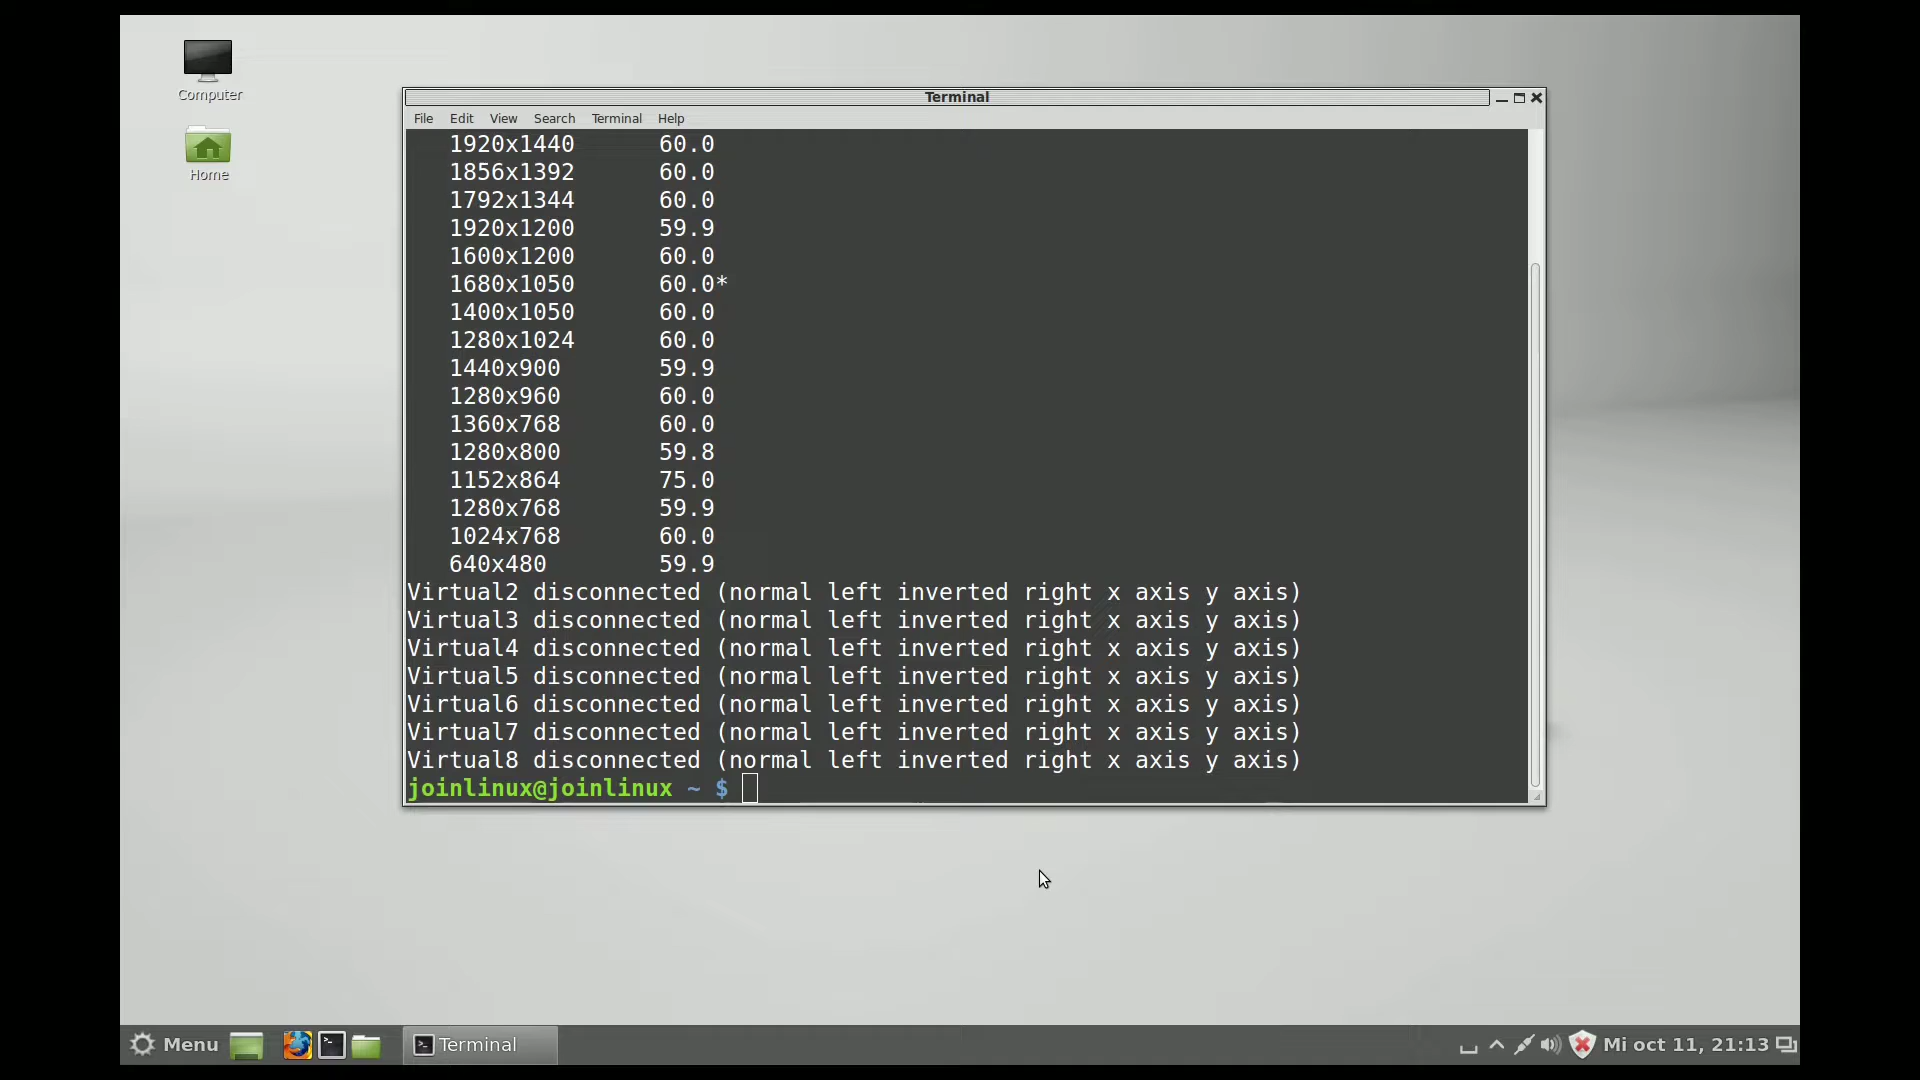 Computer
Home
Terminal
File Edit View Search Terminal Help
1920x1440 60.0
1856x1392 60.0
1792x1344 60.0
1920x1200 59.9
1600x1200 60.0
1680x1050 60.0*
1400x1050 60.0
1280x1024 60.0
1440x900 59.9
1280x960 60.0
1360x768 60.0
1280x800 59.8
1152x864 75.0
1280x768 59.9
1024x768 60.0
640x480 59.9
Virtual2 disconnected (normal left inverted right x axis y axis)
Virtual3 disconnected (normal left inverted right x axis y axis)
Virtual4 disconnected (normal left inverted right x axis y axis)
Virtual5 disconnected (normal left inverted right x axis y axis)
Virtual6 disconnected (normal left inverted right x axis y axis)
Virtual7 disconnected (normal left inverted right x axis y axis)
Virtual8 disconnected (normal left inverted right x axis y axis)
joinlinux@joinlinux ~ $
Menu Terminal Mi oct 11, 21:13